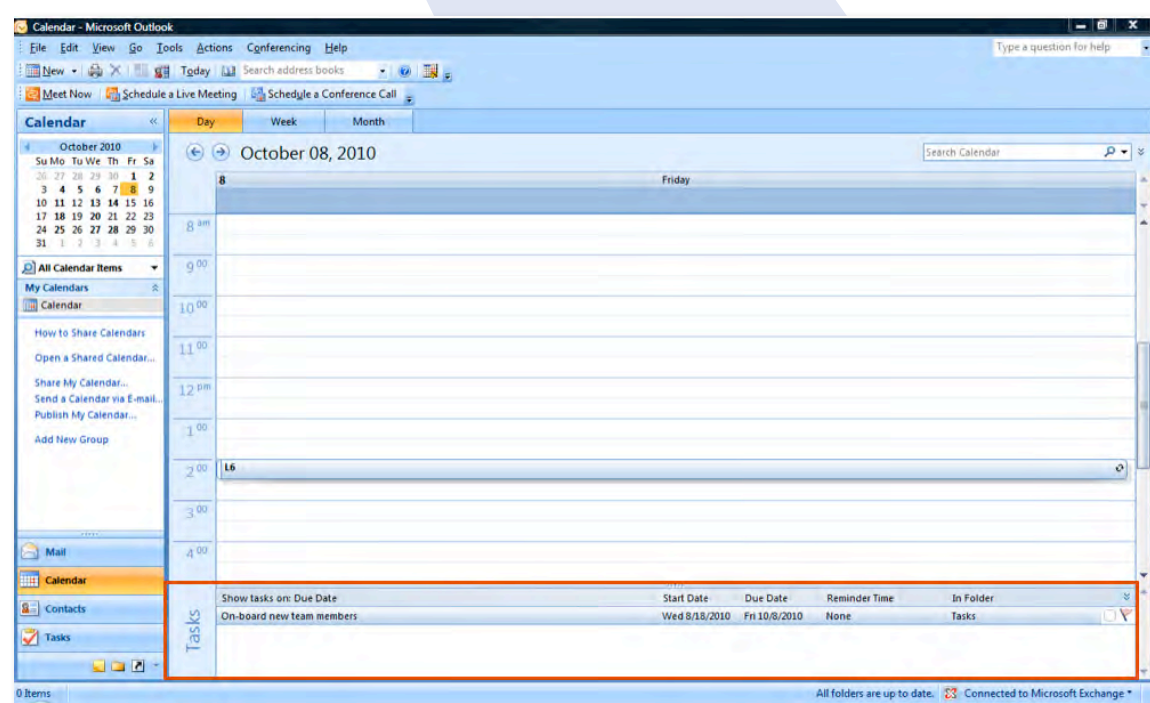 Calendar - Microsoft Outlook
File Edit View Go Tools Actions Conferencing Help
Type a question for help
New Today Search address books
Meet Now Schedule a Live Meeting Schedule a Conference Call
Calendar «
Day Week Month
October 2010
Su Mo Tu We Th Fr Sa
26 27 28 29 30 1 2
3 4 5 6 7 8 9
10 11 12 13 14 15 16
17 18 19 20 21 22 23
24 25 26 27 28 29 30
31 1 2 3 4 5 6
All Calendar Items
My Calendars
Calendar
How to Share Calendars
Open a Shared Calendar...
Share My Calendar...
Send a Calendar via E-mail...
Publish My Calendar...
Add New Group
Mail
Calendar
Contacts
Tasks
October 08, 2010
Search Calendar
8 Friday
8 am
9 00
10 00
11 00
12 pm
1 00
2 00 L6
3 00
4 00
Tasks
Show tasks on: Due Date Start Date Due Date Reminder Time In Folder
On-board new team members Wed 8/18/2010 Fri 10/8/2010 None Tasks
0 Items
All folders are up to date. Connected to Microsoft Exchange